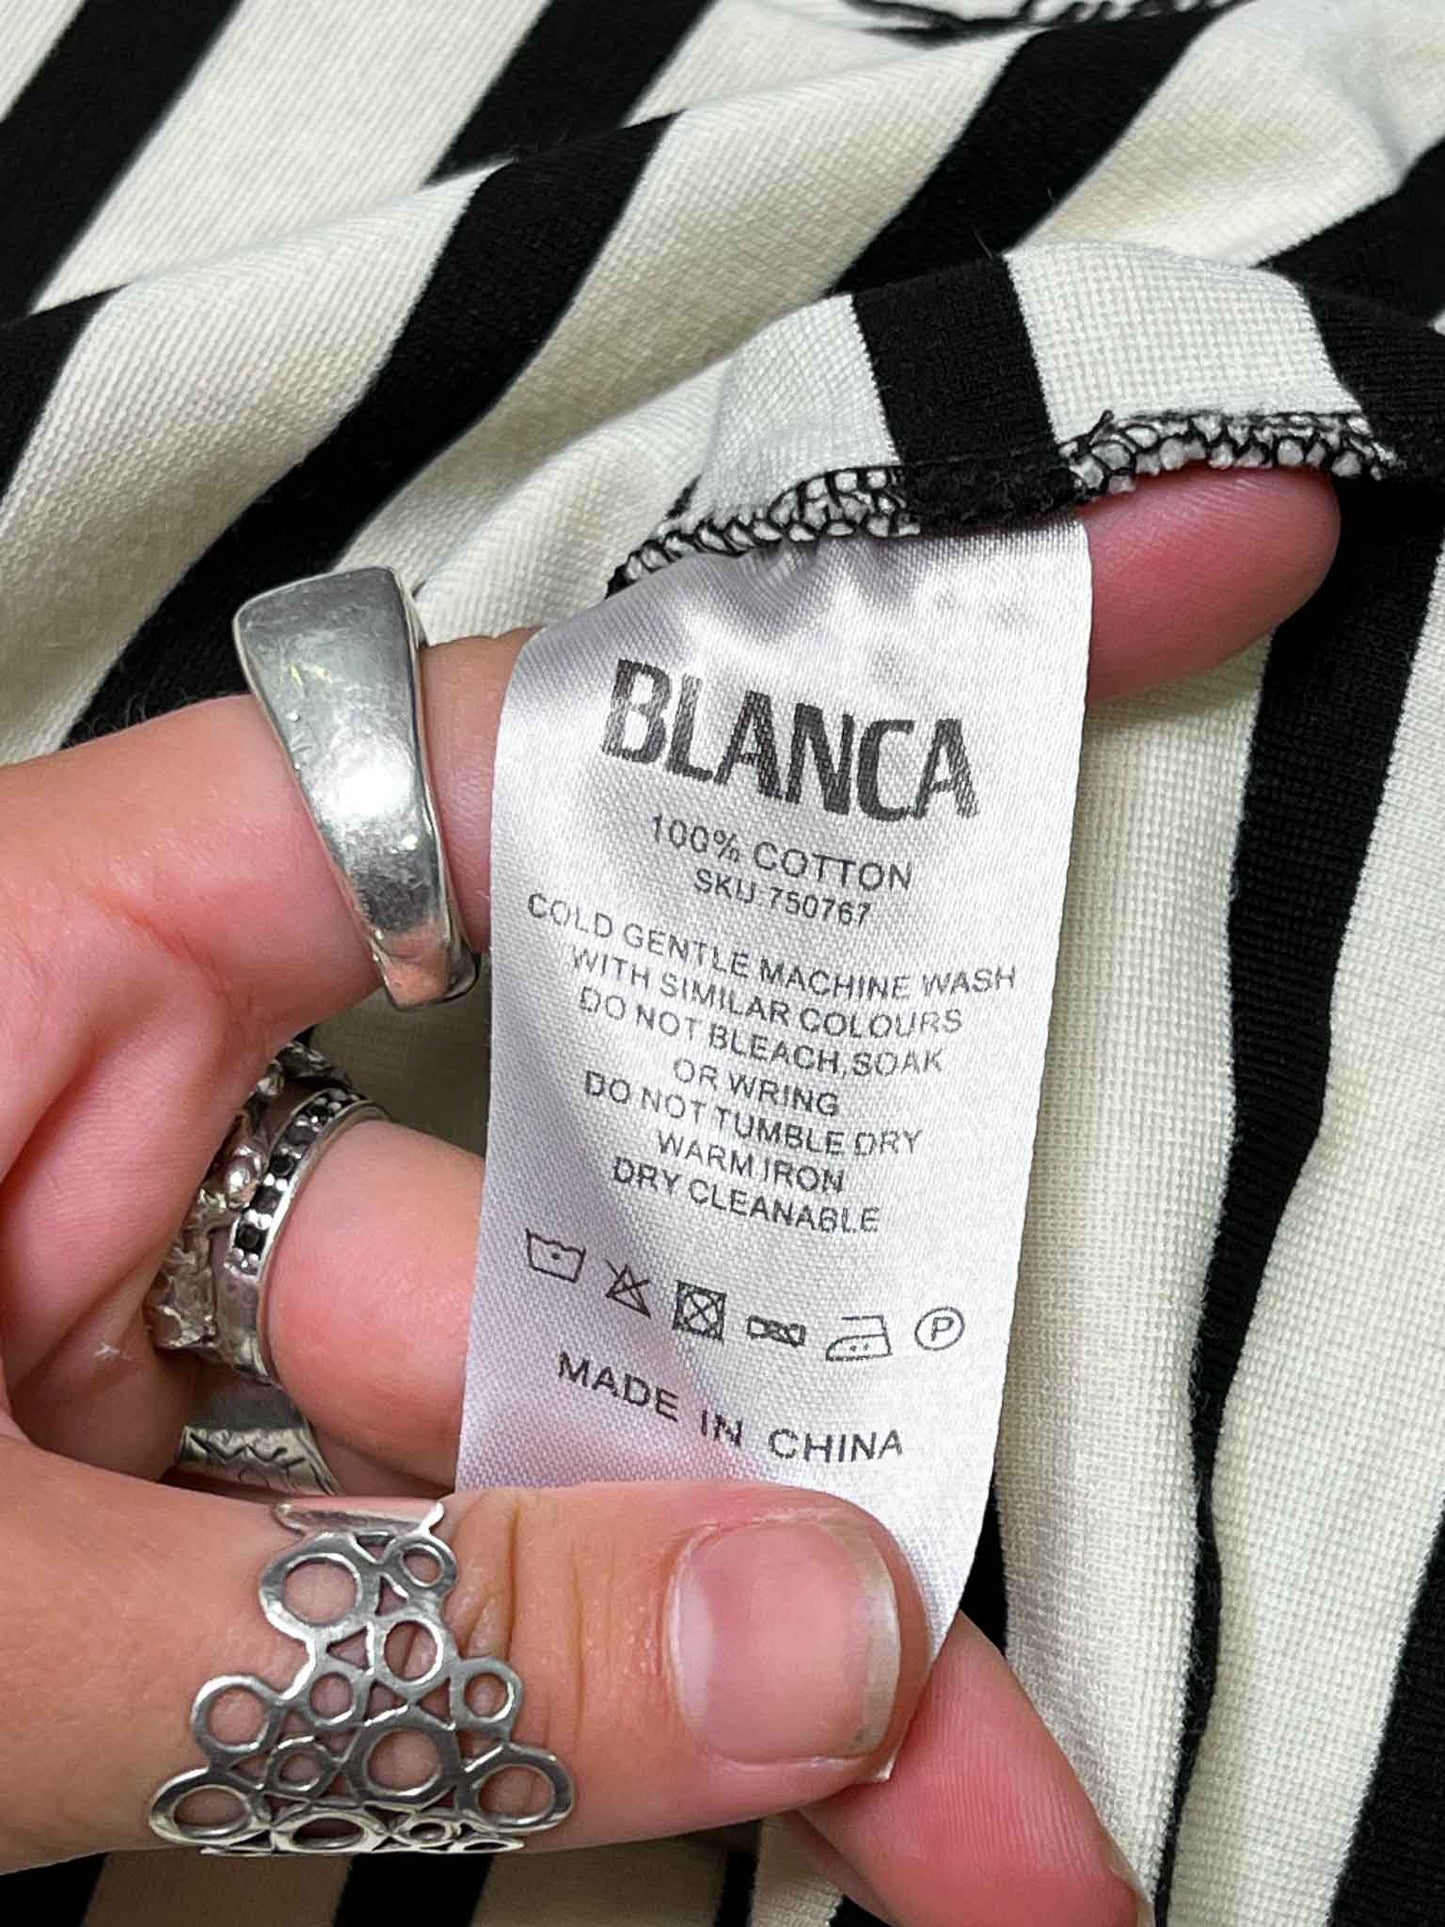 BLANCA
100% COTTON
SKU 750767
COLD GENTLE MACHINE WASH
WITH SIMILAR COLOURS
DO NOT BLEACH,SOAK
OR WRING
DO NOT TUMBLE DRY
WARM IRON
DRY CLEANABLE
P
MADE IN CHINA